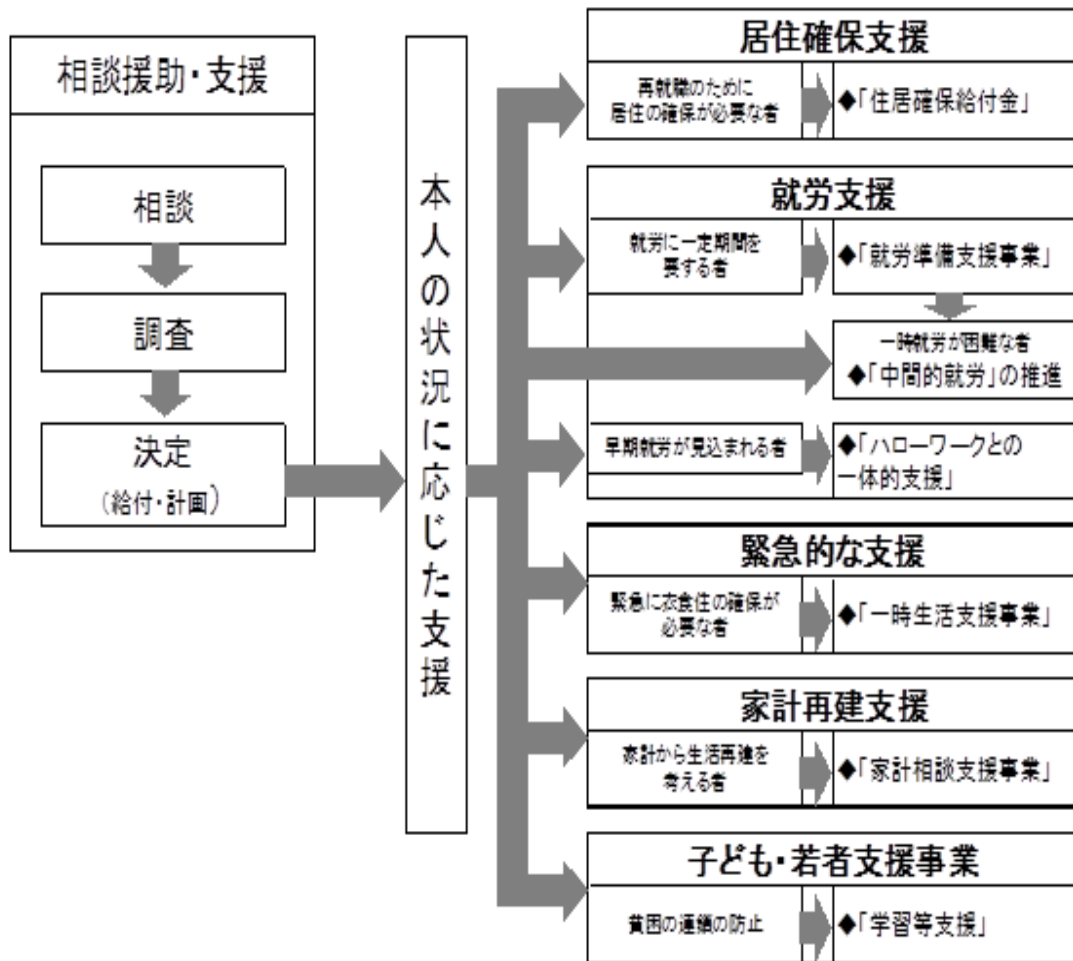 相談援助・支援
相談
調査
決定
(給付・計画)
本人の状況に応じた支援
居住確保支援
再就職のために
居住の確保が必要な者
◆「住居確保給付金」
就労支援
就労に一定期間を
要する者
◆「就労準備支援事業」
一時就労が困難な者
◆「中間的就労」の推進
早期就労が見込まれる者
◆「ハローワークとの
一体的支援」
緊急的な支援
緊急に衣食住の確保が
必要な者
◆「一時生活支援事業」
家計再建支援
家計から生活再建を
考える者
◆「家計相談支援事業」
子ども・若者支援事業
貧困の連鎖の防止
◆「学習等支援」